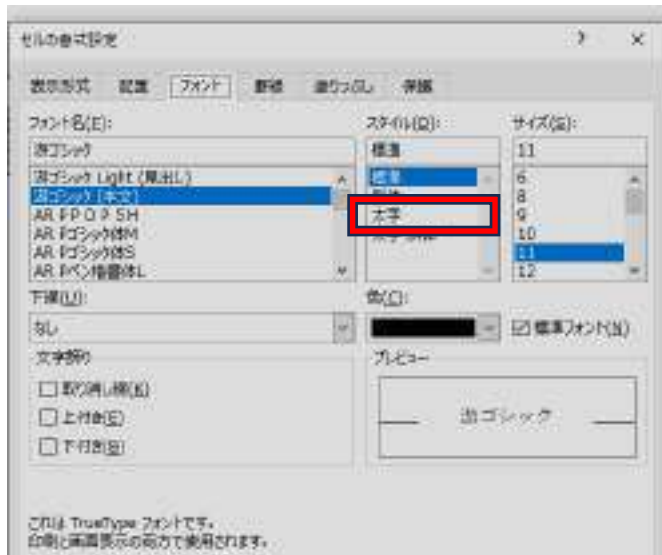 セルの書式設定 ? ×
表示形式 配置 フォント 罫線 塗りつぶし 保護
フォント名(F): スタイル(O): サイズ(S):
游ゴシック 標準 11
游ゴシック Light (見出し) 標準 6
游ゴシック (本文) 8
AR P太字 9
AR Pゴシック体M 太字 斜体 10
AR Pゴシック体S 11
AR Pペン楷書体L 12
下線(U): 色(C):
なし 標準フォント(N)
文字飾り プレビュー
取り消し線(K)
上付き(E) 游ゴシック
下付き(B)
これは TrueType フォントです。
印刷と画面表示の両方で使用されます。